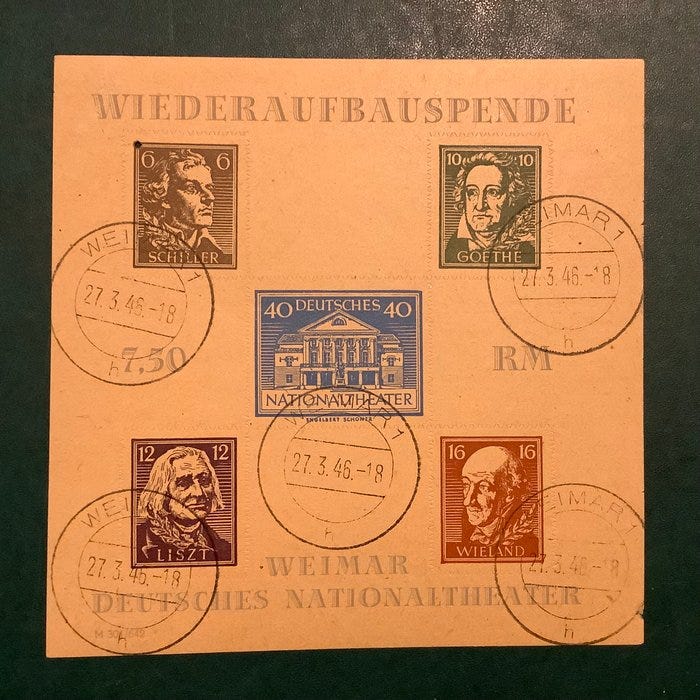 WIEDERAUFBAUSPENDE
6 6
SCHILLER
10 10
GOETHE
WEIMAR 1
27.3.46.-18
h
WEIMAR 1
27.3.46.-18
h
40 DEUTSCHES 40
NATIONALTHEATER
ENGELBERT SCHONER
7,50 RM
12 12
LISZT
16 16
WIELAND
WEIMAR 1
27.3.46.-18
h
WEIMAR
27.3.46.-18
h
WEIMAR 1
27.3.46.-18
h
WEIMAR
DEUTSCHES NATIONALTHEATER